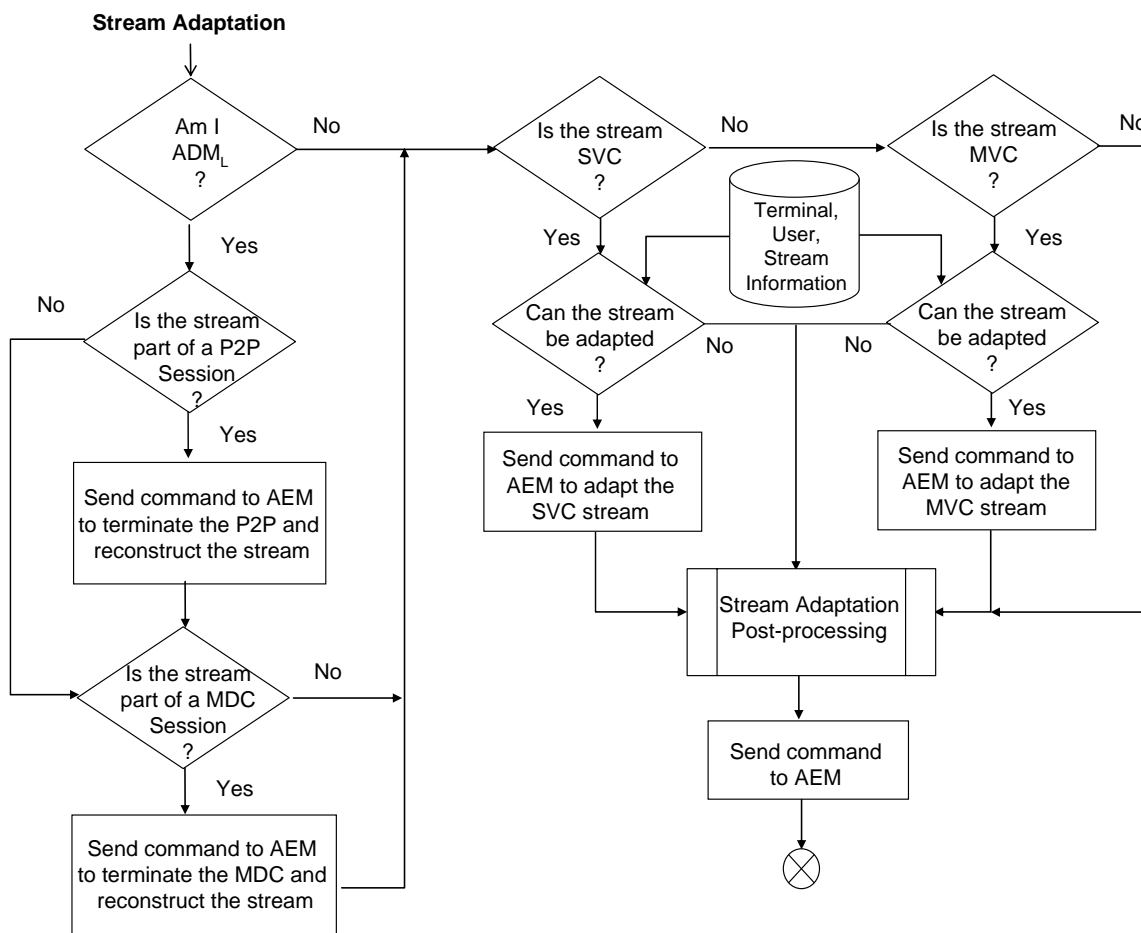 Stream Adaptation
Am I
ADML
?
No
Yes
Is the stream
part of a P2P
Session
?
No
Yes
Send command to AEM
to terminate the P2P and
reconstruct the stream
Is the stream
part of a MDC
Session
?
No
Yes
Send command to AEM
to terminate the MDC and
reconstruct the stream
Is the stream
SVC
?
No
Yes
Is the stream
MVC
?
No
Yes
Terminal,
User,
Stream
Information
Can the stream
be adapted
?
No
Yes
Can the stream
be adapted
?
No
Yes
Send command to
AEM to adapt the
SVC stream
Send command to
AEM to adapt the
MVC stream
Stream Adaptation
Post-processing
Send command
to AEM